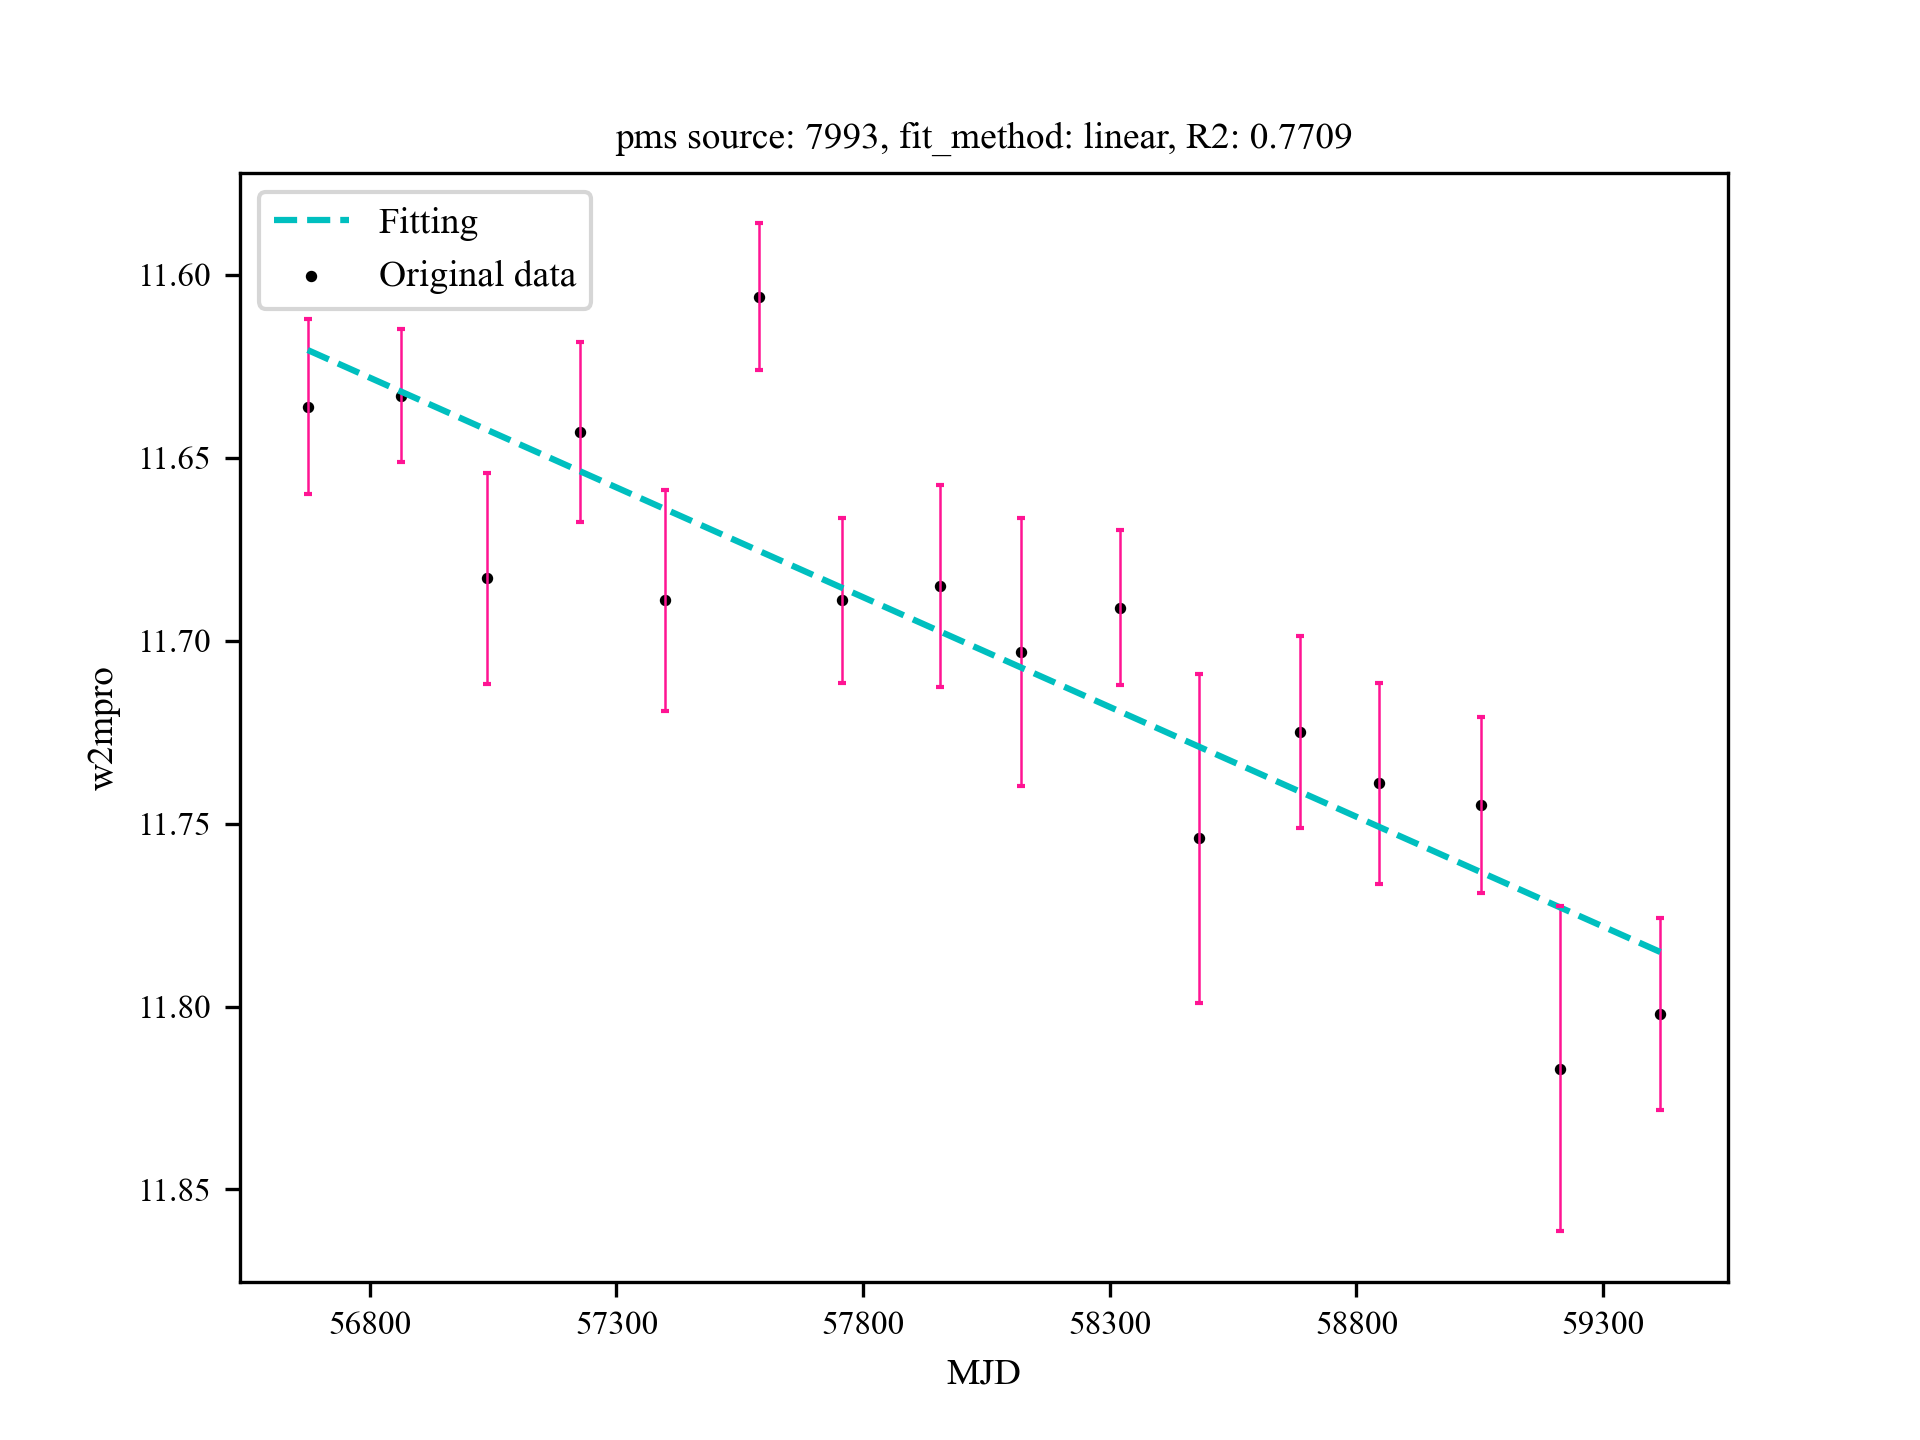 pms source: 7993, fit_method: linear, R2: 0.7709
Fitting
Original data
11.60
11.65
11.70
11.75
11.80
11.85
w2mpro
56800
57300
57800
58300
58800
59300
MJD